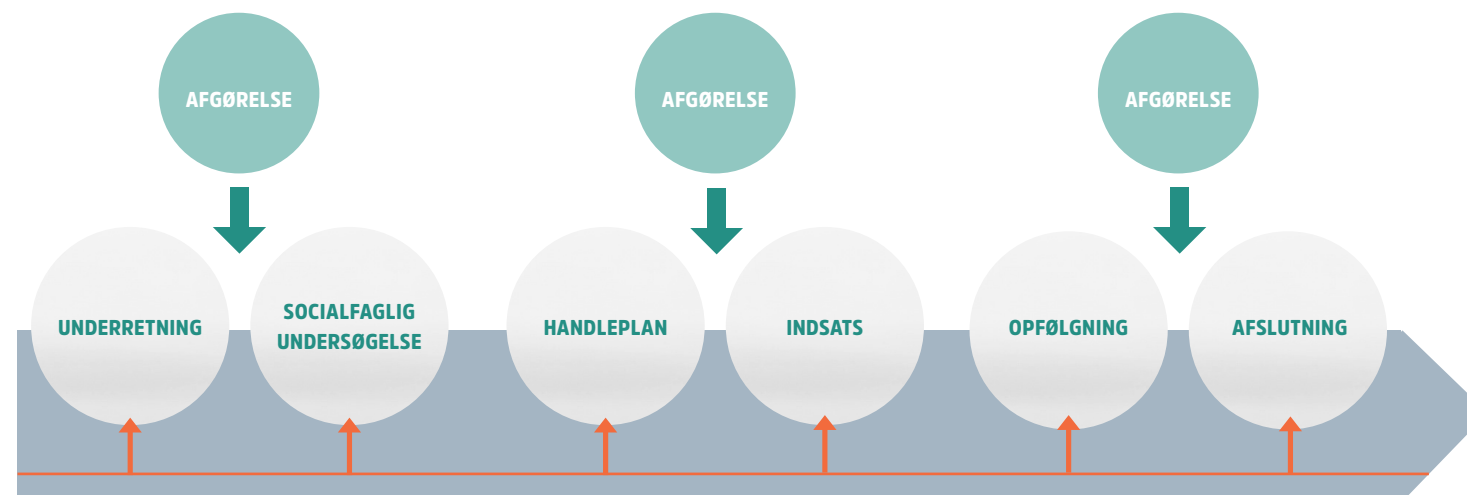 AFGØRELSE
AFGØRELSE
AFGØRELSE
UNDERRETNING
SOCIALFAGLIG
UNDERSØGELSE
HANDLEPLAN
INDSATS
OPFØLGNING
AFSLUTNING